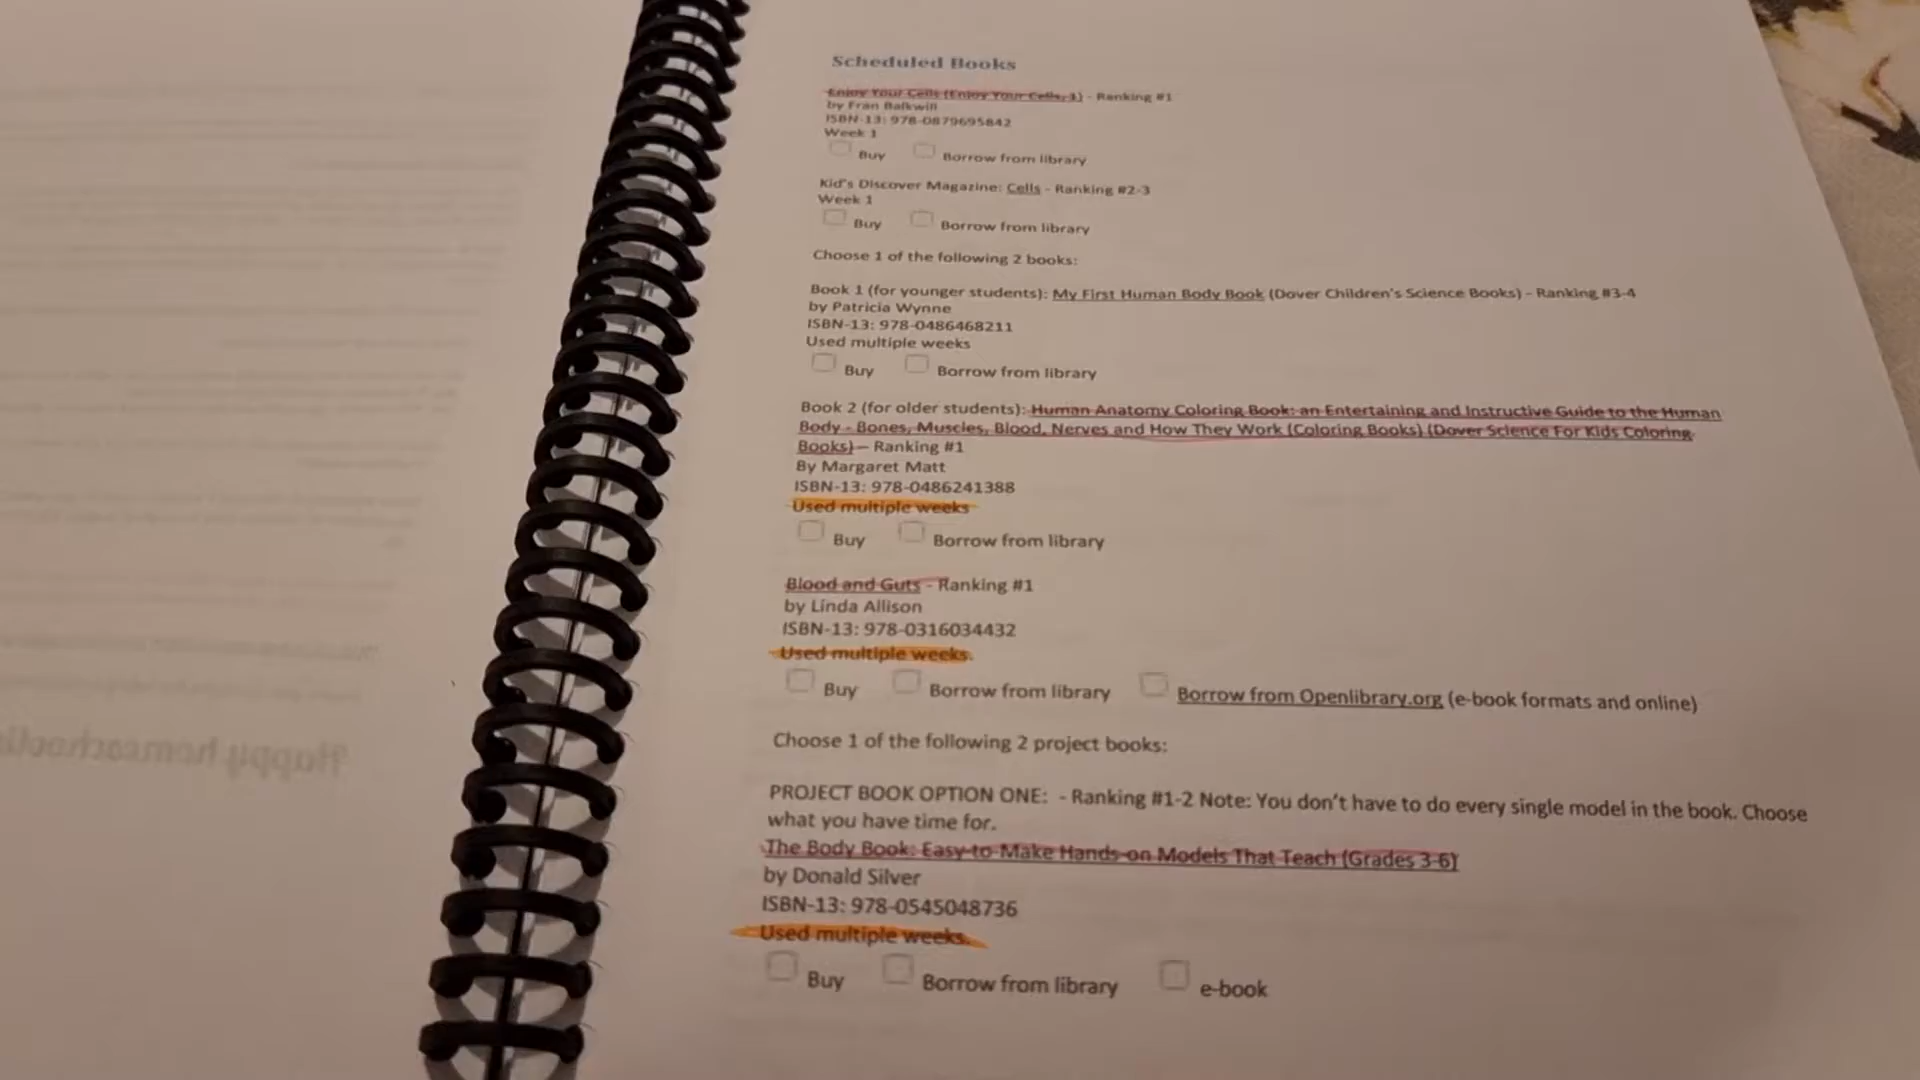 Scheduled Books
Enjoy Your Cells (Enjoy Your Cells, 1) - Ranking #1
by Fran Balkwill
ISBN-13: 978-0879695842
Week 1
Buy Borrow from library
Kid's Discover Magazine: Cells - Ranking #2-3
Week 1
Buy Borrow from library
Choose 1 of the following 2 books:
Book 1 (for younger students): My First Human Body Book (Dover Children's Science Books) - Ranking #3-4
by Patricia Wynne
ISBN-13: 978-0486468211
Used multiple weeks
Buy Borrow from library
Book 2 (for older students): Human Anatomy Coloring Book: an Entertaining and Instructive Guide to the Human
Body - Bones, Muscles, Blood, Nerves and How They Work (Coloring Books) (Dover Science For Kids Coloring
Books) – Ranking #1
By Margaret Matt
ISBN-13: 978-0486241388
Used multiple weeks
Buy Borrow from library
Blood and Guts - Ranking #1
by Linda Allison
ISBN-13: 978-0316034432
Used multiple weeks.
Buy Borrow from library Borrow from Openlibrary.org (e-book formats and online)
Choose 1 of the following 2 project books:
PROJECT BOOK OPTION ONE: - Ranking #1-2 Note: You don't have to do every single model in the book. Choose
what you have time for.
The Body Book: Easy-to-Make Hands-on Models That Teach (Grades 3-6)
by Donald Silver
ISBN-13: 978-0545048736
Used multiple weeks.
Buy Borrow from library e-book